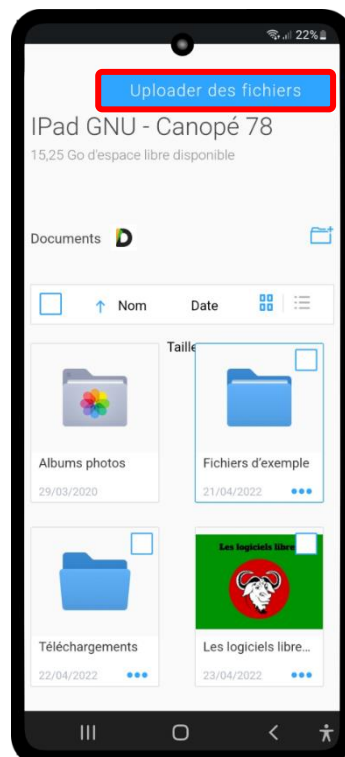 22%
Uploader des fichiers
IPad GNU - Canopé 78
15,25 Go d'espace libre disponible
Documents
Nom Date
Taille
Albums photos
29/03/2020
Fichiers d'exemple
21/04/2022
Les logiciels libre
Téléchargements
22/04/2022
Les logiciels libre...
23/04/2022